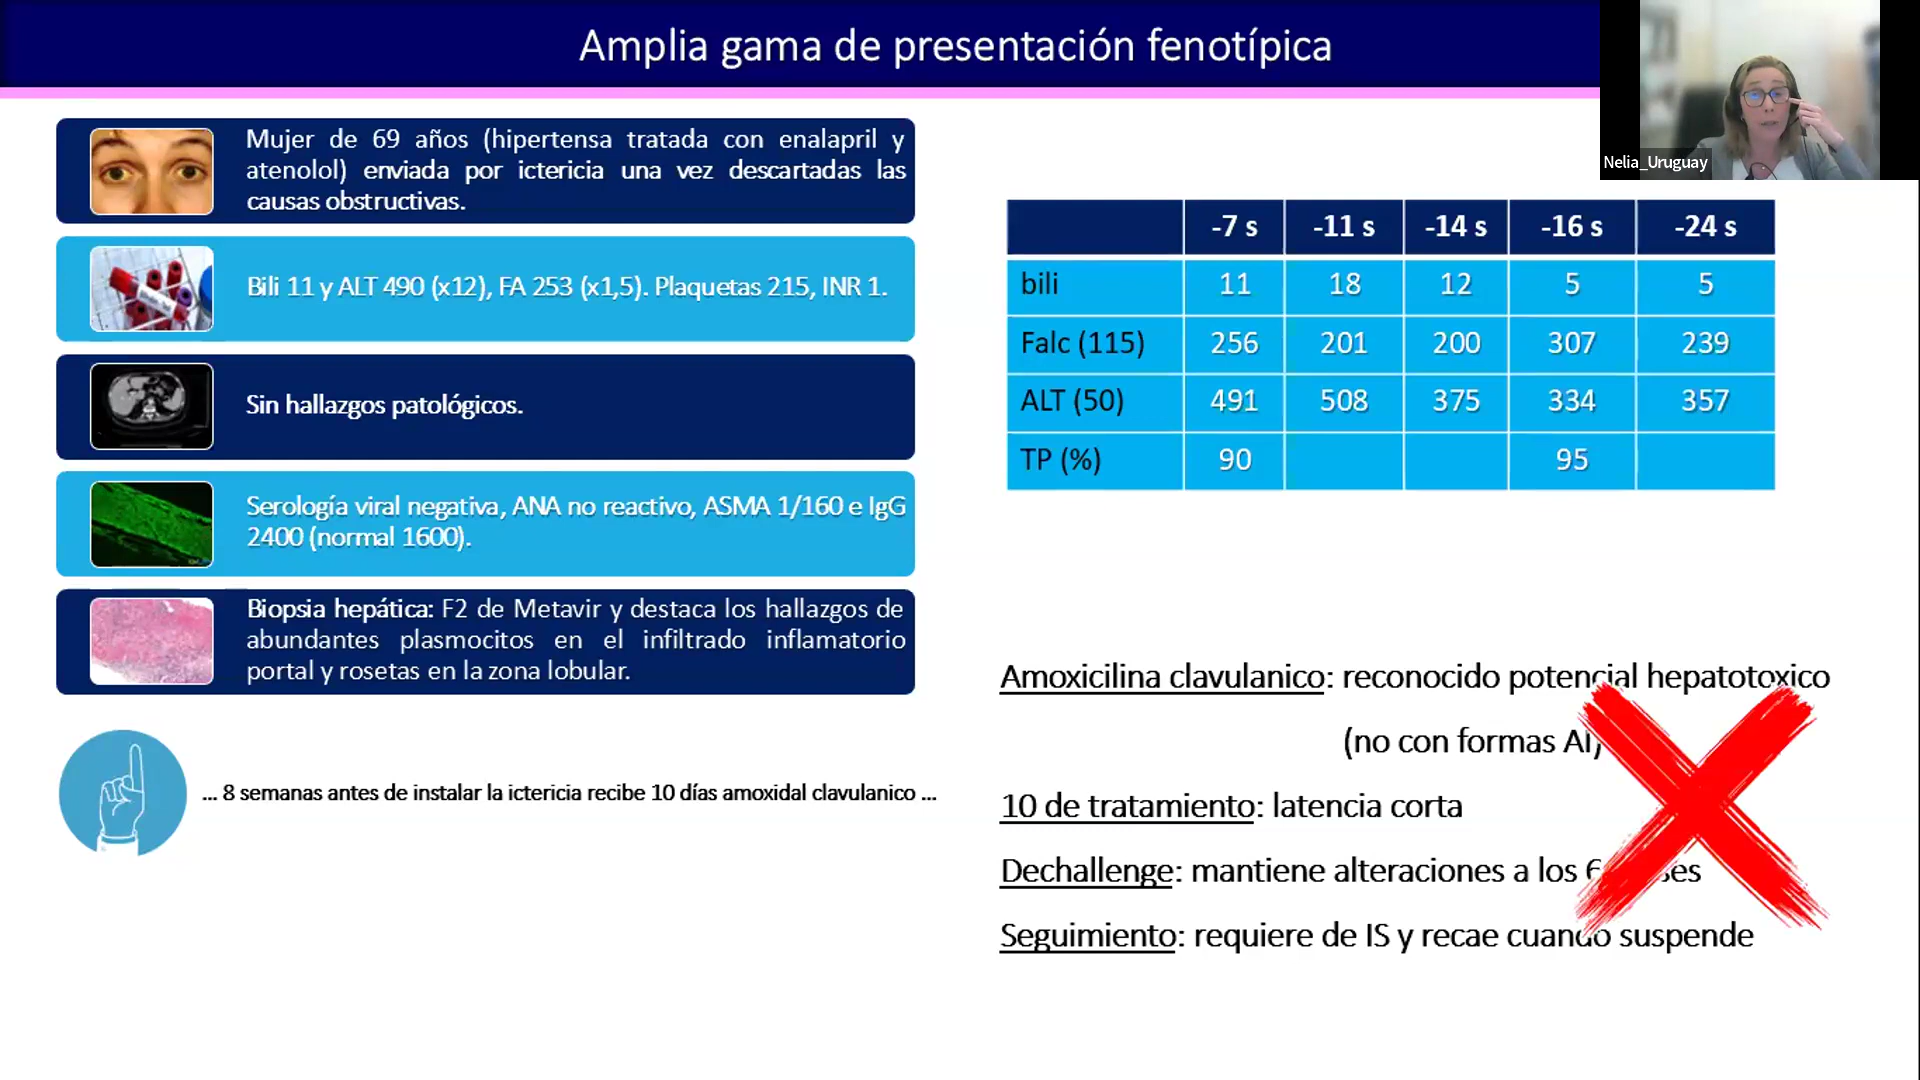 Amplia gama de presentación fenotípica
Nelia_Uruguay
Mujer de 69 años (hipertensa tratada con enalapril y
atenolol) enviada por ictericia una vez descartadas las
causas obstructivas.
Bili 11 y ALT 490 (x12), FA 253 (x1,5). Plaquetas 215, INR 1.
Sin hallazgos patológicos.
Serología viral negativa, ANA no reactivo, ASMA 1/160 e IgG
2400 (normal 1600).
Biopsia hepática: F2 de Metavir y destaca los hallazgos de
abundantes plasmocitos en el infiltrado inflamatorio
portal y rosetas en la zona lobular.
... 8 semanas antes de instalar la ictericia recibe 10 días amoxidal clavulanico ...
-7 s -11 s -14 s -16 s -24 s
bili 11 18 12 5 5
Falc (115) 256 201 200 307 239
ALT (50) 491 508 375 334 357
TP (%) 90 95
Amoxicilina clavulanico: reconocido potencial hepatotoxico
(no con formas AI)
10 de tratamiento: latencia corta
Dechallenge: mantiene alteraciones a los 6
Seguimiento: requiere de IS y recae cuando suspende